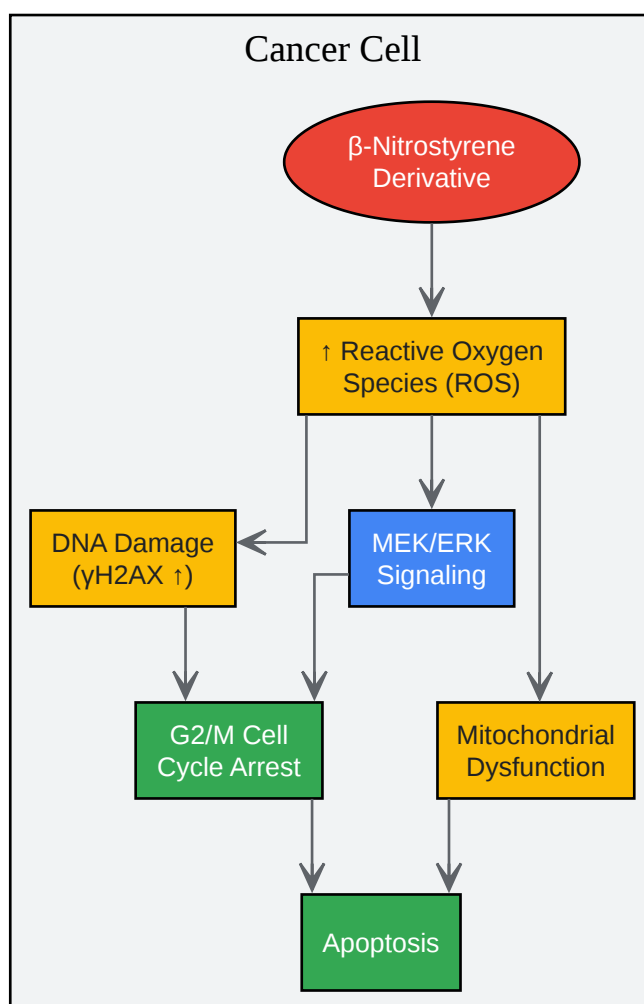 Cancer Cell
β-Nitrostyrene
Derivative
↑ Reactive Oxygen
Species (ROS)
DNA Damage
(γH2AX ↑)
MEK/ERK
Signaling
G2/M Cell
Cycle Arrest
Mitochondrial
Dysfunction
Apoptosis